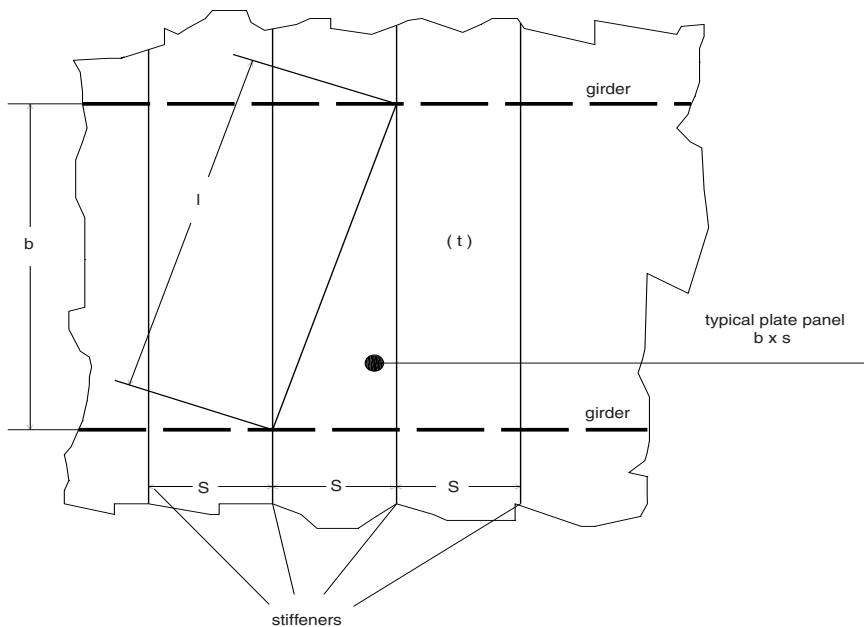 girder
l
b
( t )
typical plate panel
b x s
girder
S S S
stiffeners